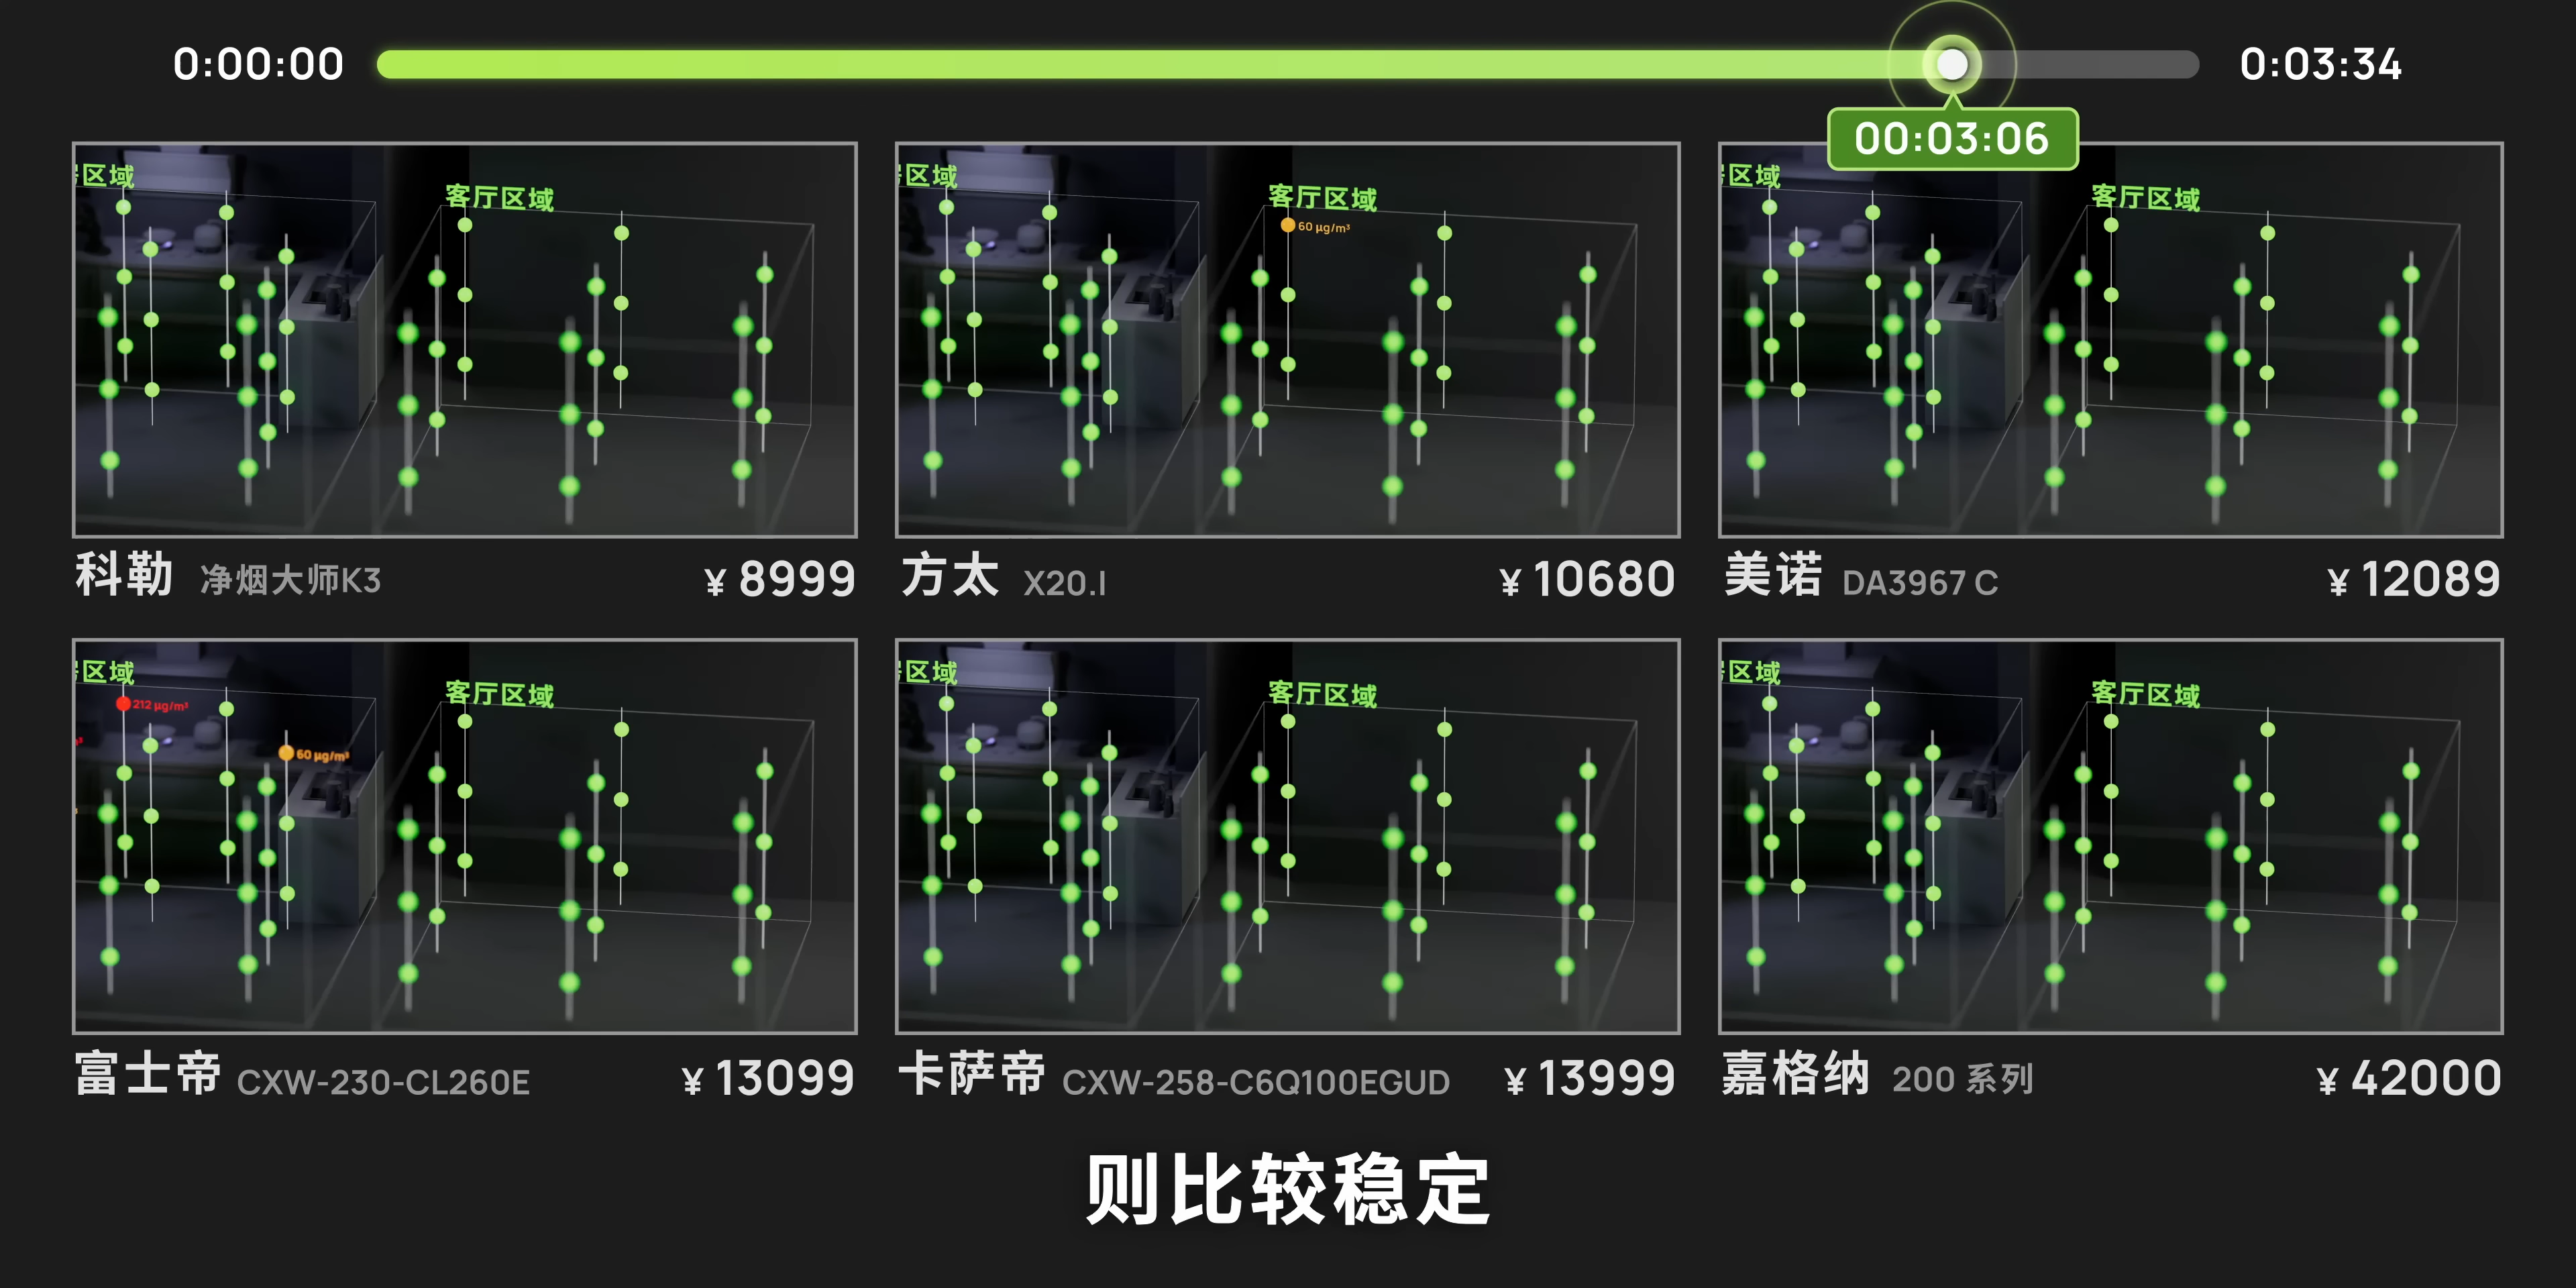 0:00:00
0:03:34
00:03:06
区域
客厅区域
区域
客厅区域
60 μg/m³
区域
客厅区域
科勒 净烟大师K3 ¥ 8999
方太 X20.I ¥ 10680
美诺 DA3967 C ¥ 12089
区域
客厅区域
212 μg/m³
60 μg/m³
区域
客厅区域
区域
客厅区域
富士帝 CXW-230-CL260E ¥ 13099
卡萨帝 CXW-258-C6Q100EGUD ¥ 13999
嘉格纳 200 系列 ¥ 42000
则比较稳定